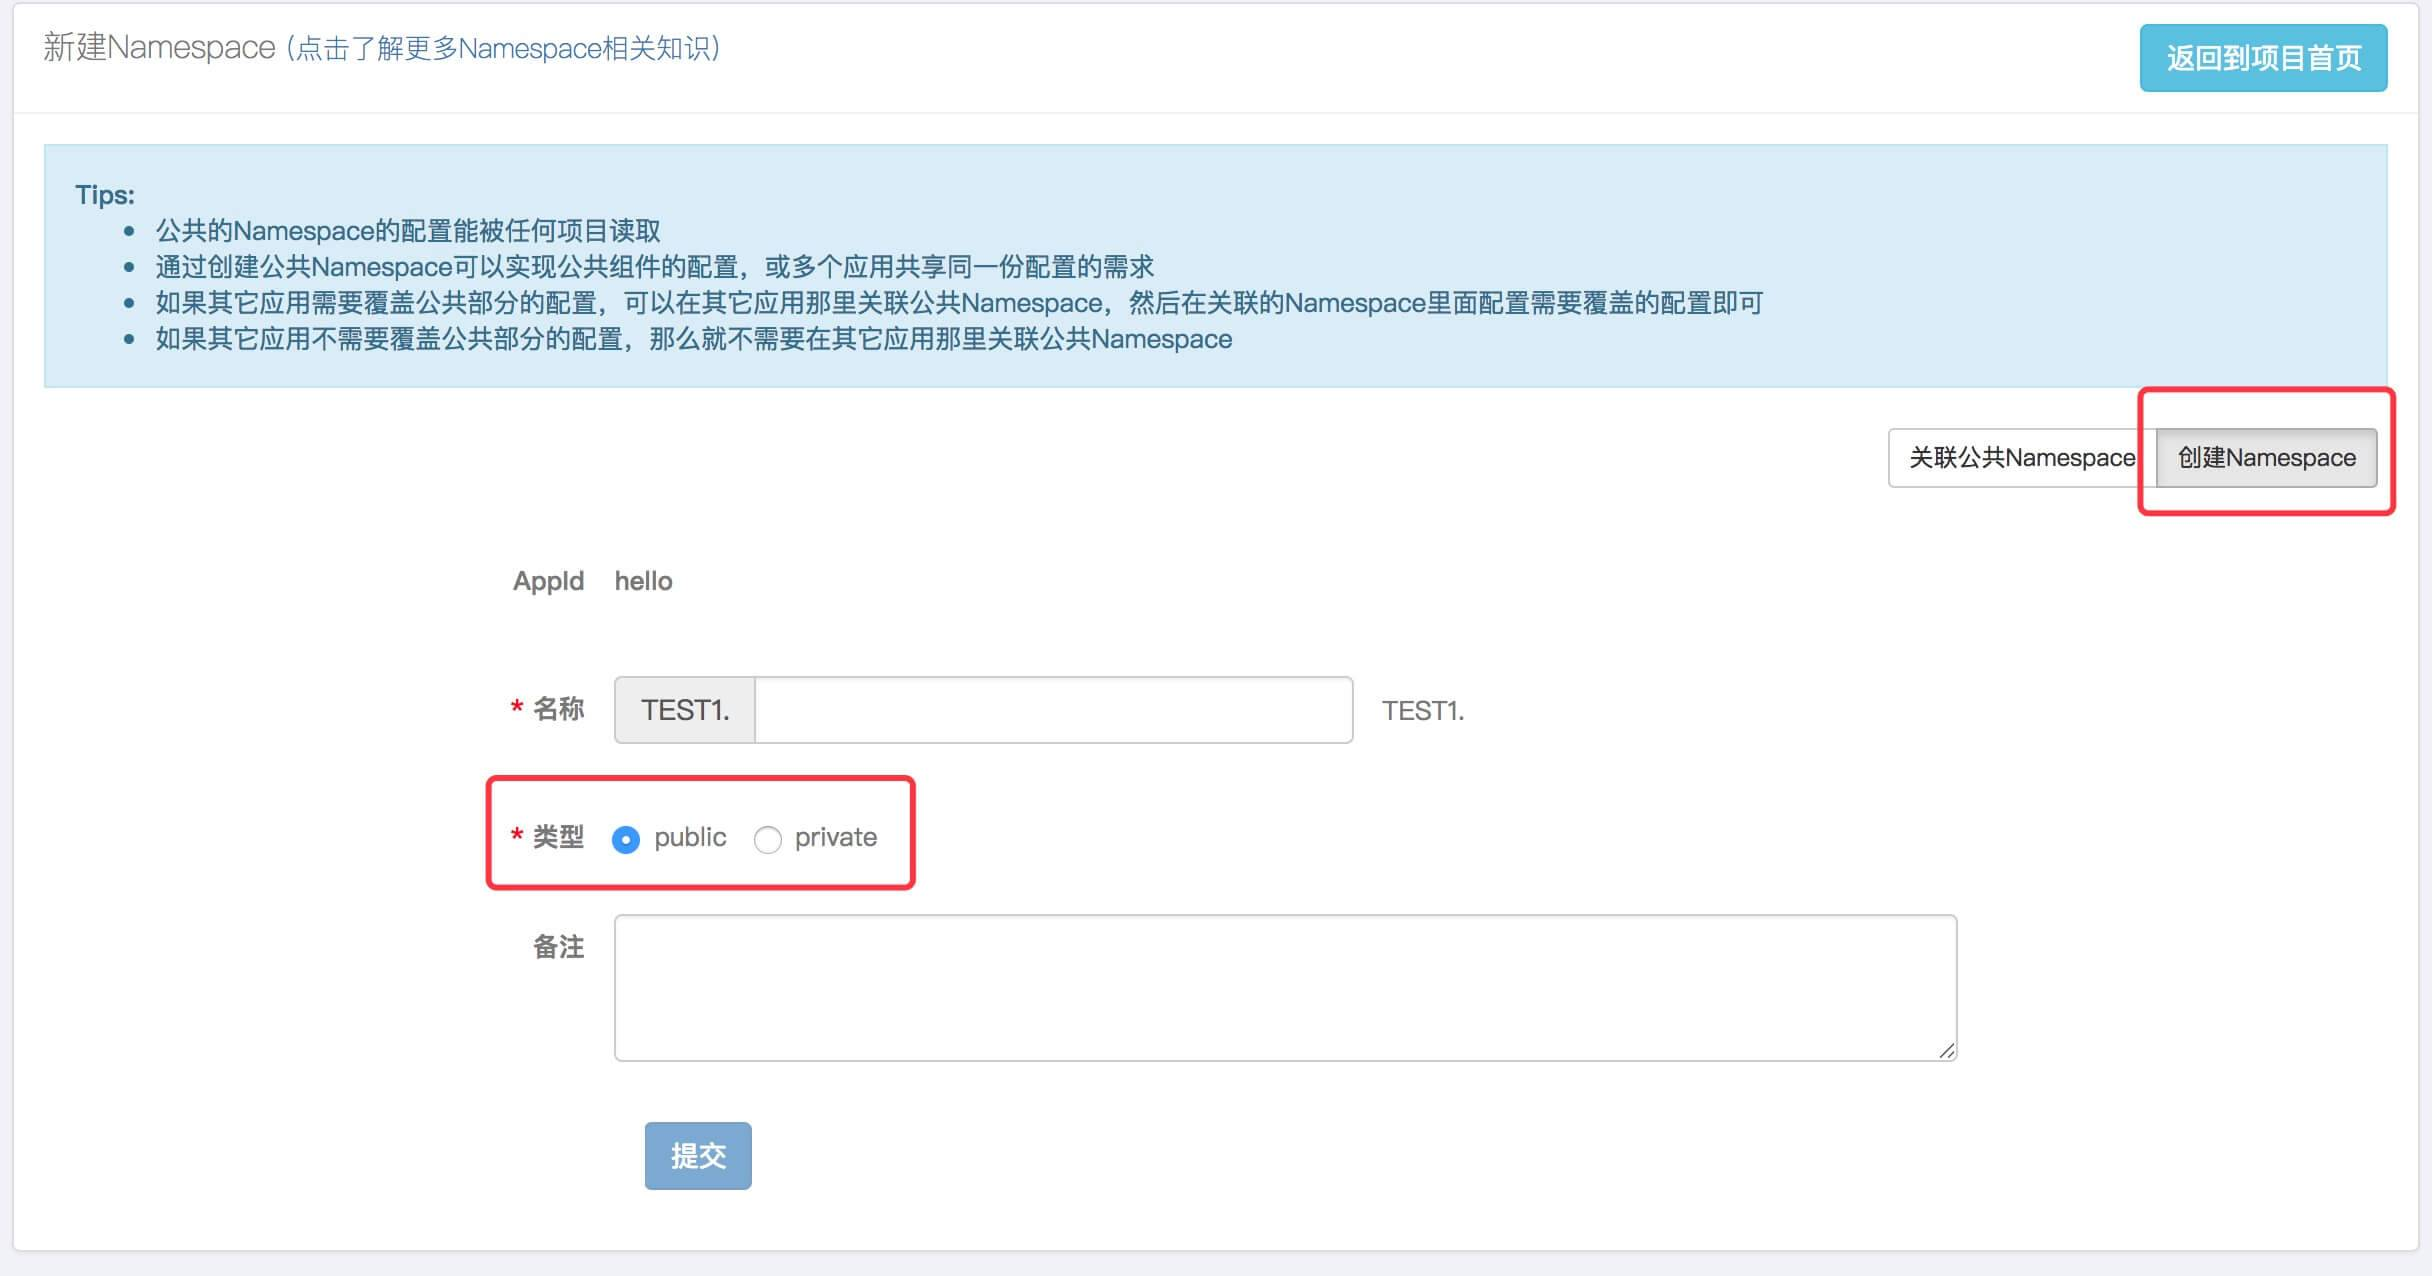 新建Namespace (点击了解更多Namespace相关知识)
返回到项目首页
Tips:
公共的Namespace的配置能被任何项目读取
通过创建公共Namespace可以实现公共组件的配置，或多个应用共享同一份配置的需求
如果其它应用需要覆盖公共部分的配置，可以在其它应用那里关联公共Namespace，然后在关联的Namespace里面配置需要覆盖的配置即可
如果其它应用不需要覆盖公共部分的配置，那么就不需要在其它应用那里关联公共Namespace
关联公共Namespace 创建Namespace
AppId hello
* 名称 TEST1. TEST1.
* 类型 public private
备注
提交